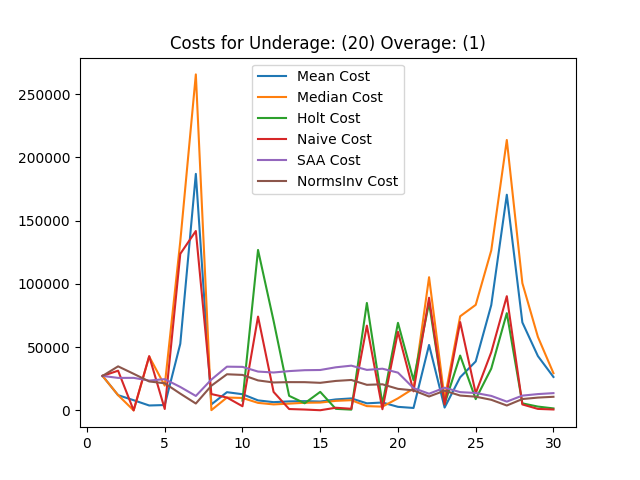 Costs for Underage: (20) Overage: (1)
Mean Cost
Median Cost
Holt Cost
Naive Cost
SAA Cost
NormsInv Cost
250000
200000
150000
100000
50000
0
0 5 10 15 20 25 30